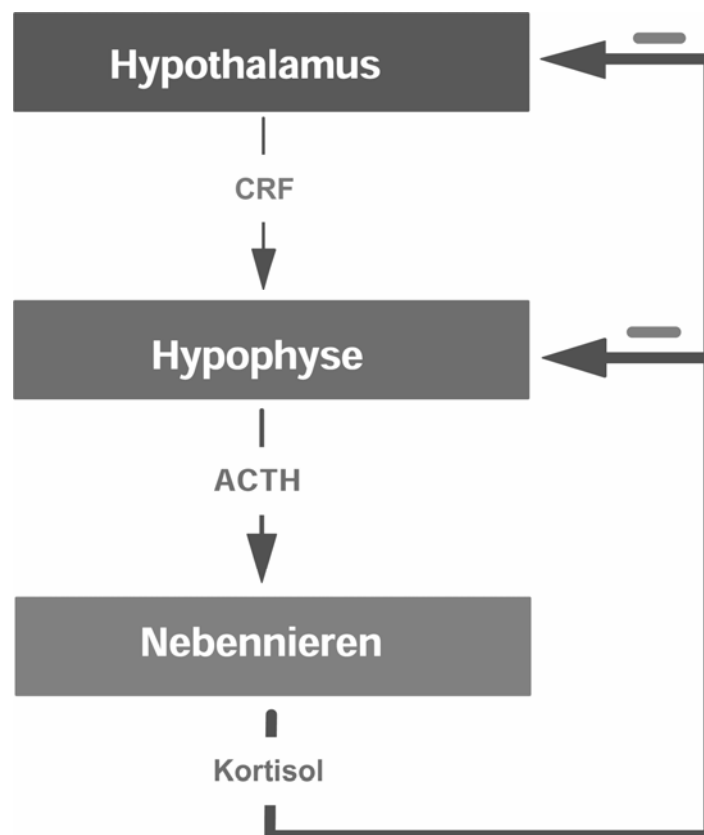 Hypothalamus
CRF
Hypophyse
ACTH
Nebennieren
Kortisol